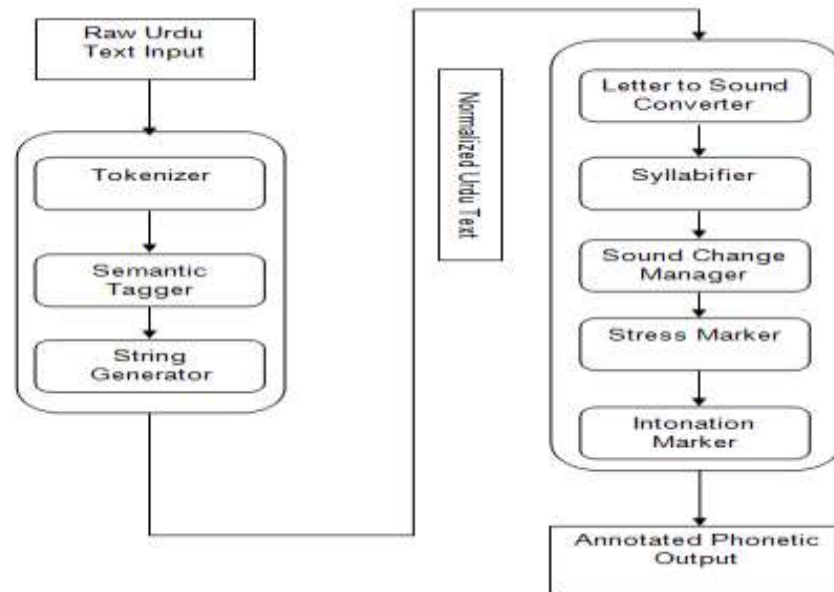 Raw Urdu
Text Input
Tokenizer
Semantic
Tagger
String
Generator
Normalized Urdu Text
Letter to Sound
Converter
Syllabifier
Sound Change
Manager
Stress Marker
Intonation
Marker
Annotated Phonetic
Output